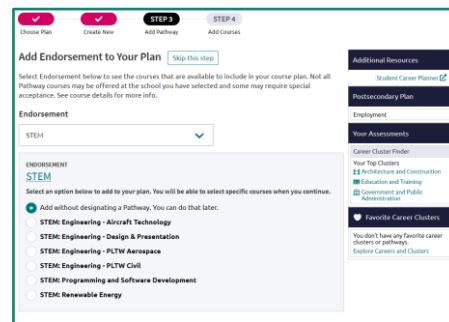 STEP 3
STEP 4
Choose Plan
Create New
Add Pathway
Add Courses
Add Endorsement to Your Plan
Skip this step
Select Endorsement below to see the courses that are available to include in your course plan. Not all
Pathway courses may be offered at the school you have selected and some may require special
acceptance. See course details for more info.
Endorsement
STEM
ENDORSEMENT
STEM
Select an option below to add to your plan. You will be able to select specific courses when you continue.
Add without designating a Pathway. You can do that later.
STEM: Engineering - Aircraft Technology
STEM: Engineering - Design & Presentation
STEM: Engineering - PLTW Aerospace
STEM: Engineering - PLTW Civil
STEM: Programming and Software Development
STEM: Renewable Energy
Additional Resources
Student Career Planner
Postsecondary Plan
Employment
Your Assessments
Career Cluster Finder
Your Top Clusters
Architecture and Construction
Education and Training
Government and Public
Administration
Favorite Career Clusters
You don't have any favorite career
clusters or pathways.
Explore Careers and Clusters